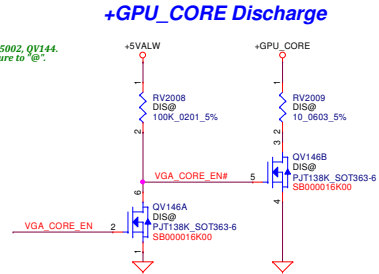 +GPU_CORE Discharge
5002, QV144.
ure to "@".
+5VALW
+GPU_CORE
1
1
RV2008
DIS@
100K_0201_5%
RV2009
DIS@
10_0603_5%
2
2
3
QV146B
DIS@
PJT138K_SOT363-6
SB000016K00
VGA_CORE_EN#
5
4
6
QV146A
DIS@
PJT138K_SOT363-6
SB000016K00
VGA_CORE_EN
2
1